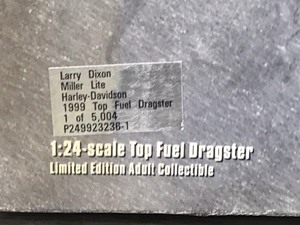 Larry Dixon
Miller Lite
Harley-Davidson
1999 Top Fuel Dragster
1 of 5,004
P249923236-1
1:24-scale Top Fuel Dragster
Limited Edition Adult Collectible